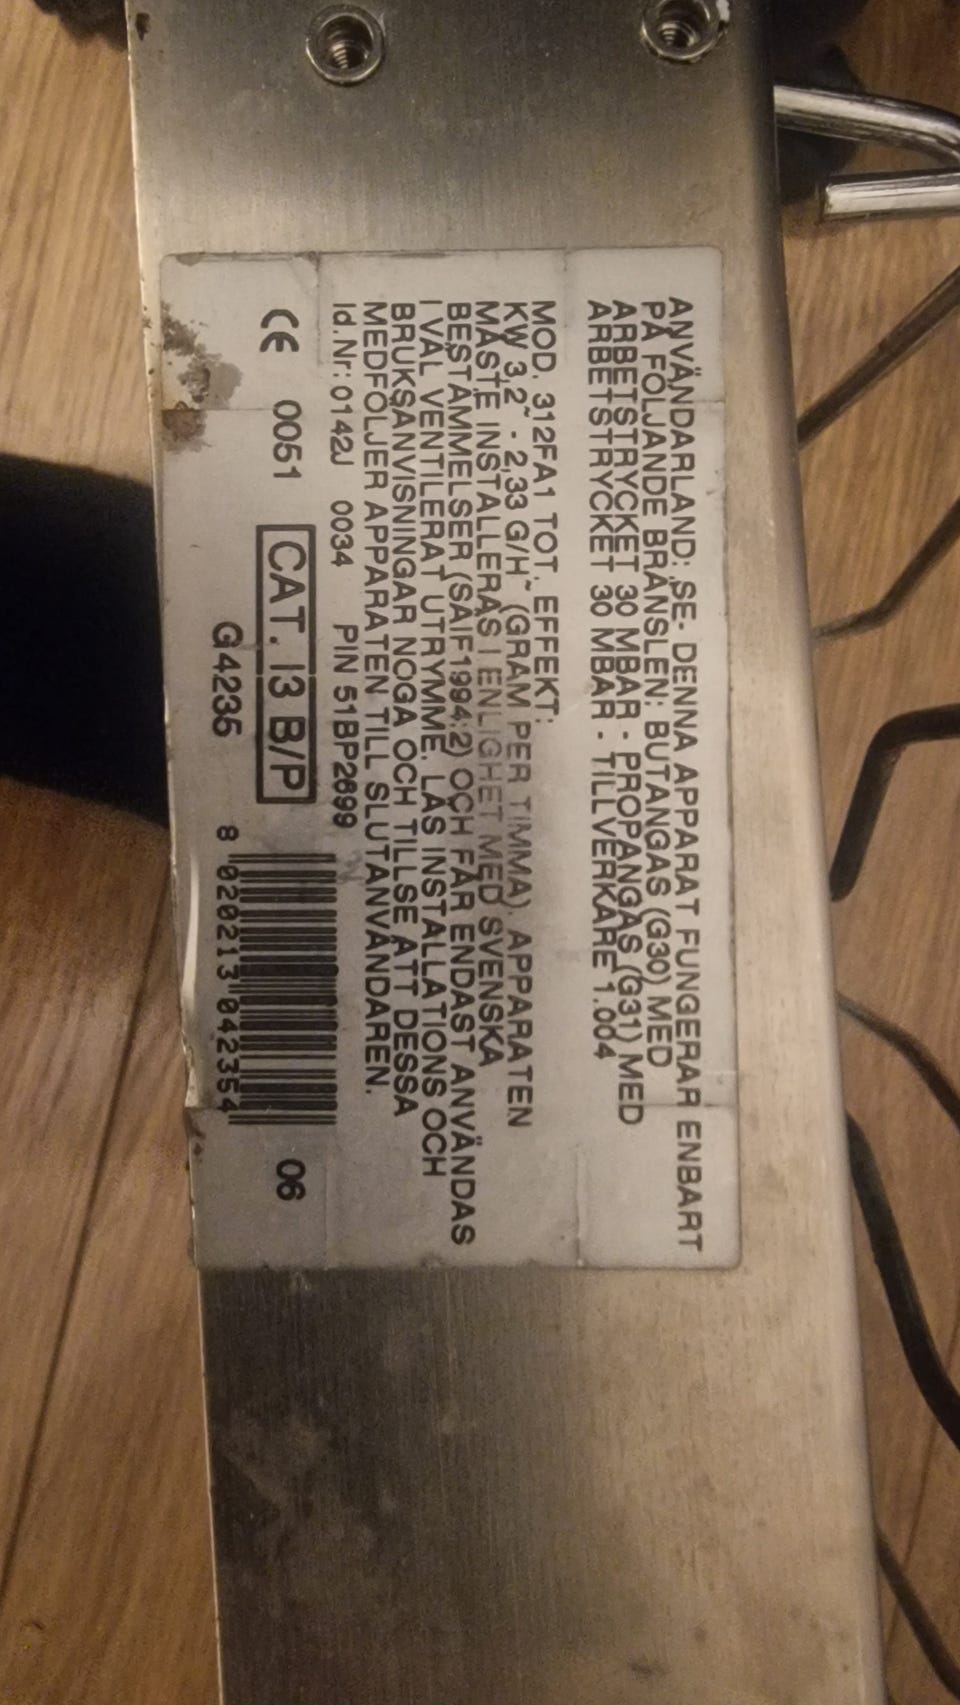 ANVÄNDARLAND: SE- DENNA APPARAT FUNGERAR ENBART
PÅ FÖLJANDE BRÄNSLEN: BUTANGAS (G30) MED
ARBETSTRYCKET 30 MBAR - PROPANGAS (G31) MED
ARBETSTRYCKET 30 MBAR - TILLVERKARE 1.004
MOD. 312FA1 TOT. EFFEKT:
KW 3,2~ - 2,33 G/H~ (GRAM PER TIMMA). APPARATEN
MÅSTE INSTALLERAS I ENLIGHET MED SVENSKA
BESTÄMMELSER (SÄIF1994:2) OCH FÅR ENDAST ANVÄNDAS
I VÄL VENTILERAT UTRYMME. LÄS INSTALLATIONS OCH
BRUKSANVISNINGAR NOGA OCH TILLSE ATT DESSA
MEDFÖLJER APPARATEN TILL SLUTANVÄNDAREN.
Id.Nr:0142J 0034 PIN 51BP2699
CE 0051 CAT. I3 B/P 06
G4235 8 020213 042354